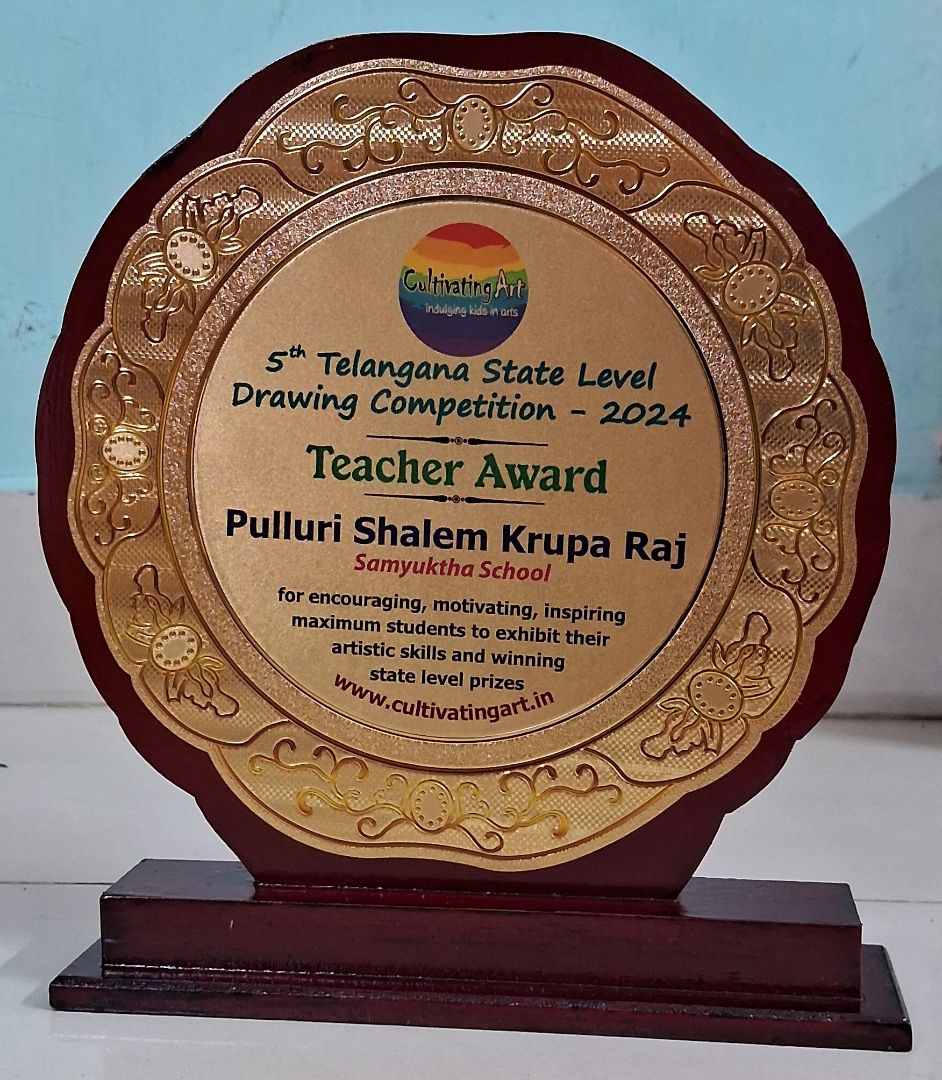 Cultivating Art
indulging kids in arts
5th Telangana State Level
Drawing Competition - 2024
Teacher Award
Pulluri Shalem Krupa Raj
Samyuktha School
for encouraging, motivating, inspiring
maximum students to exhibit their
artistic skills and winning
state level prizes
www.cultivatingart.in